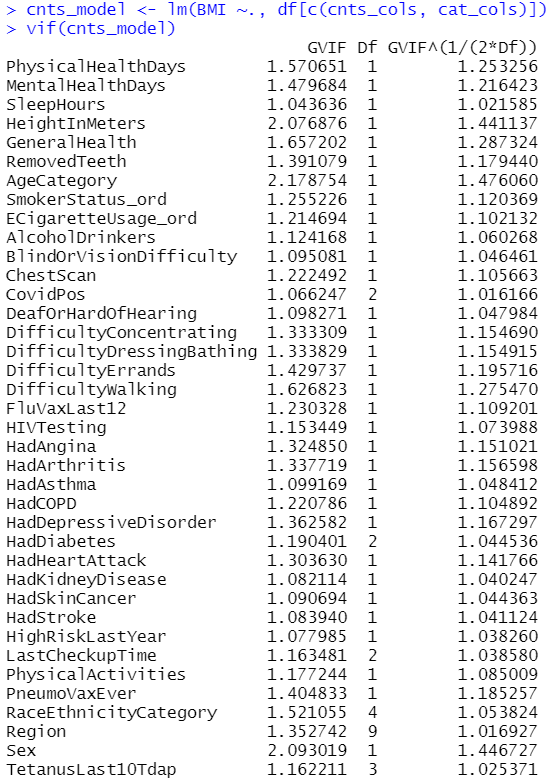 > cnts_model <- lm(BMI ~., df[c(cnts_cols, cat_cols)])
> vif(cnts_model)
GVIF Df GVIF^(1/(2*Df))
PhysicalHealthDays 1.570651 1 1.253256
MentalHealthDays 1.479684 1 1.216423
SleepHours 1.043636 1 1.021585
HeightInMeters 2.076876 1 1.441137
GeneralHealth 1.657202 1 1.287324
RemovedTeeth 1.391079 1 1.179440
AgeCategory 2.178754 1 1.476060
SmokerStatus_ord 1.255226 1 1.120369
ECigaretteUsage_ord 1.214694 1 1.102132
AlcoholDrinkers 1.124168 1 1.060268
BlindOrVisionDifficulty 1.095081 1 1.046461
ChestScan 1.222492 1 1.105663
CovidPos 1.066247 2 1.016166
DeafOrHardOfHearing 1.098271 1 1.047984
DifficultyConcentrating 1.333309 1 1.154690
DifficultyDressingBathing 1.333829 1 1.154915
DifficultyErrands 1.429737 1 1.195716
DifficultyWalking 1.626823 1 1.275470
FluVaxLast12 1.230328 1 1.109201
HIVTesting 1.153449 1 1.073988
HadAngina 1.324850 1 1.151021
HadArthritis 1.337719 1 1.156598
HadAsthma 1.099169 1 1.048412
HadCOPD 1.220786 1 1.104892
HadDepressiveDisorder 1.362582 1 1.167297
HadDiabetes 1.190401 2 1.044536
HadHeartAttack 1.303630 1 1.141766
HadKidneyDisease 1.082114 1 1.040247
HadSkinCancer 1.090694 1 1.044363
HadStroke 1.083940 1 1.041124
HighRiskLastYear 1.077985 1 1.038260
LastCheckupTime 1.163481 2 1.038580
PhysicalActivities 1.177244 1 1.085009
PneumoVaxEver 1.404833 1 1.185257
RaceEthnicityCategory 1.521055 4 1.053824
Region 1.352742 9 1.016927
Sex 2.093019 1 1.446727
TetanusLast10Tdap 1.162211 3 1.025371